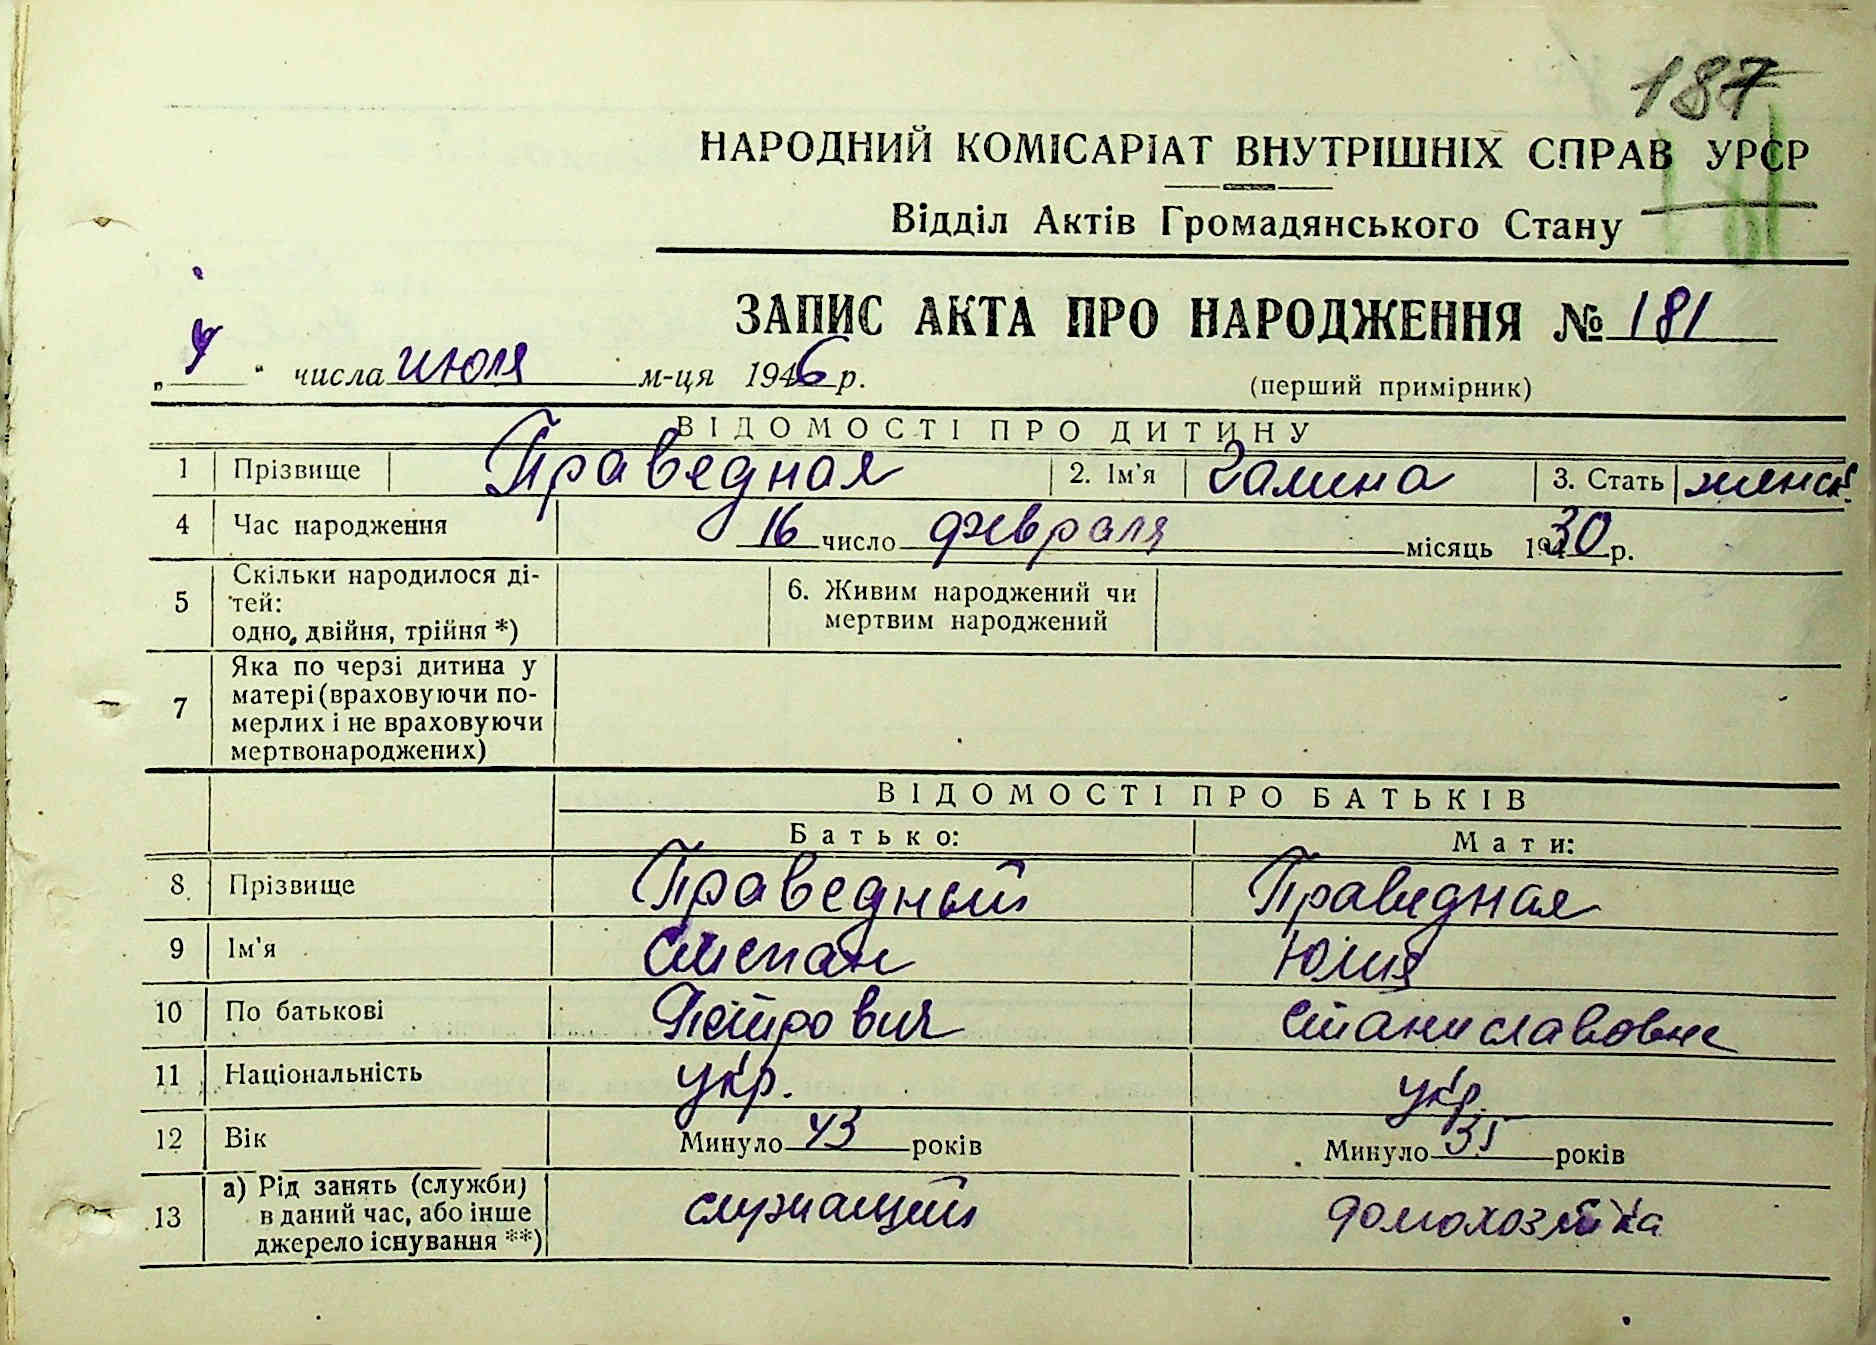 187
НАРОДНИЙ КОМІСАРІАТ ВНУТРІШНІХ СПРАВ УРСР
Відділ Актів Громадянського Стану
ЗАПИС АКТА ПРО НАРОДЖЕННЯ № 181
„ " числа июля м-ця 1946 р. (перший примірник)
ВІДОМОСТІ ПРО ДИТИНУ
1 Прізвище Праведная 2. Ім'я Галина 3. Стать женск.
4 Час народження 16 число февраля місяць 1930 р.
5 Скільки народилося ді-
тей:
одно, двійня, трійня *)
6. Живим народжений чи
мертвим народжений
7 Яка по черзі дитина у
матері (враховуючи по-
мерлих і не враховуючи
мертвонароджених)
ВІДОМОСТІ ПРО БАТЬКІВ
Батько: Мати:
8 Прізвище Праведный Праведная
9 Ім'я Степан Юлия
10 По батькові Петрович Станиславовна
11 Національність укр. укр.
12 Вік Минуло 43 років Минуло 35 років
13 а) Рід занять (служби)
в даний час, або інше
джерело існування **)
служащий домохозяйка